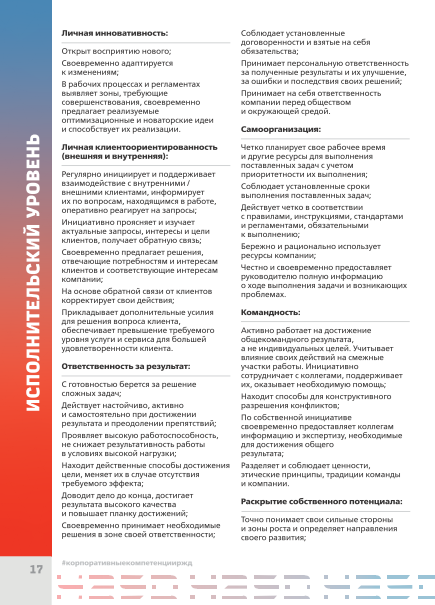 ИСПОЛНИТЕЛЬСКИЙ УРОВЕНЬ
Личная инновативность:
Открыт восприятию нового;
Своевременно адаптируется
к изменениям;
В рабочих процессах и регламентах
выявляет зоны, требующие
совершенствования, своевременно
предлагает реализуемые
оптимизационные и новаторские идеи
и способствует их реализации.
Личная клиентоориентированность
(внешняя и внутренняя):
Регулярно инициирует и поддерживает
взаимодействие с внутренними /
внешними клиентами, информирует
их по вопросам, находящимся в работе,
оперативно реагирует на запросы;
Инициативно проясняет и изучает
актуальные запросы, интересы и цели
клиентов, получает обратную связь;
Своевременно предлагает решения,
отвечающие потребностям и интересам
клиентов и соответствующие интересам
компании;
На основе обратной связи от клиентов
корректирует свои действия;
Прикладывает дополнительные усилия
для решения вопроса клиента,
обеспечивает превышение требуемого
уровня услуги и сервиса для большей
удовлетворенности клиента.
Ответственность за результат:
С готовностью берется за решение
сложных задач;
Действует настойчиво, активно
и самостоятельно при достижении
результата и преодолении препятствий;
Проявляет высокую работоспособность,
не снижает результативность работы
в условиях высокой нагрузки;
Находит действенные способы достижения
цели, меняет их в случае отсутствия
требуемого эффекта;
Доводит дело до конца, достигает
результата высокого качества
и повышает планку достижений;
Своевременно принимает необходимые
решения в зоне своей ответственности;
Соблюдает установленные
договоренности и взятые на себя
обязательства;
Принимает персональную ответственность
за полученные результаты и их улучшение,
за ошибки и последствия своих решений;
Принимает на себя ответственность
компании перед обществом
и окружающей средой.
Самоорганизация:
Четко планирует свое рабочее время
и другие ресурсы для выполнения
поставленных задач с учетом
приоритетности их выполнения;
Соблюдает установленные сроки
выполнения поставленных задач;
Действует четко в соответствии
с правилами, инструкциями, стандартами
и регламентами, обязательными
к выполнению;
Бережно и рационально использует
ресурсы компании;
Честно и своевременно предоставляет
руководителю полную информацию
о ходе выполнения задачи и возникающих
проблемах.
Командность:
Активно работает на достижение
общекомандного результата,
а не индивидуальных целей. Учитывает
влияние своих действий на смежные
участки работы. Инициативно
сотрудничает с коллегами, поддерживает
их, оказывает необходимую помощь;
Находит способы для конструктивного
разрешения конфликтов;
По собственной инициативе
своевременно предоставляет коллегам
информацию и экспертизу, необходимые
для достижения общего
результата;
Разделяет и соблюдает ценности,
этические принципы, традиции команды
и компании.
Раскрытие собственного потенциала:
Точно понимает свои сильные стороны
и зоны роста и определяет направления
своего развития;
17
#корпоративныекомпетенцииржд